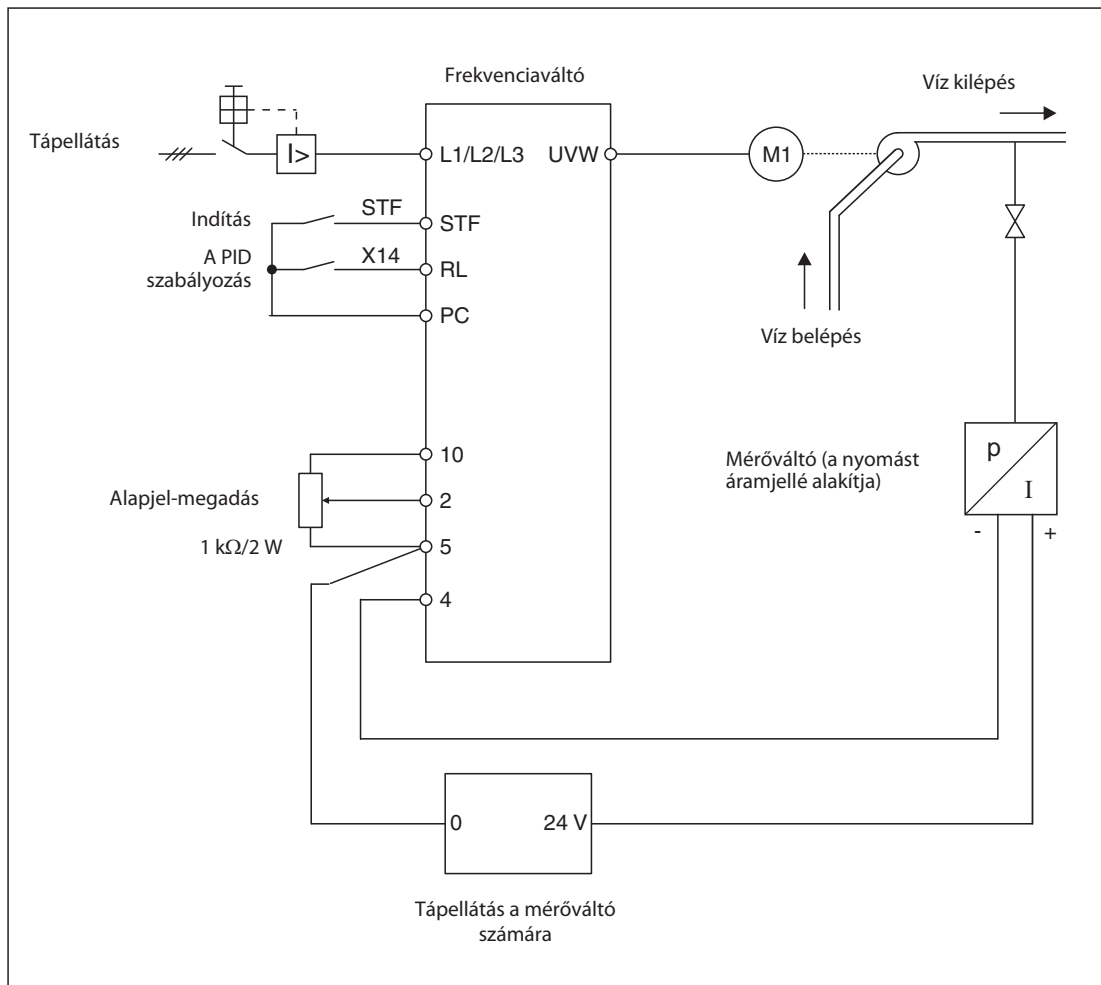 Frekvenciaváltó
Víz kilépés
Tápellátás
I>
L1/L2/L3
UVW
M1
Indítás
STF
STF
A PID
szabályozás
X14
RL
PC
Víz belépés
10
Alapjel-megadás
2
1 kΩ/2 W
5
4
Mérőváltó (a nyomást
áramjellé alakítja)
p
I
-
+
0
24 V
Tápellátás a mérőváltó
számára